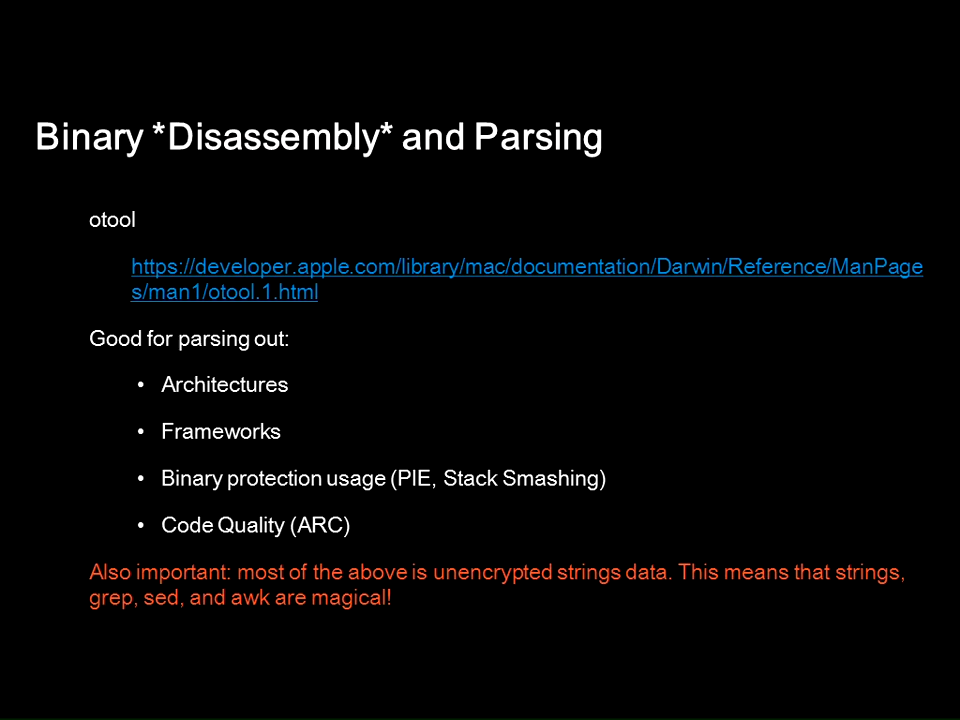 Binary *Disassembly* and Parsing
otool
https://developer.apple.com/library/mac/documentation/Darwin/Reference/ManPage
s/man1/otool.1.html
Good for parsing out:
• Architectures
• Frameworks
• Binary protection usage (PIE, Stack Smashing)
• Code Quality (ARC)
Also important: most of the above is unencrypted strings data. This means that strings,
grep, sed, and awk are magical!